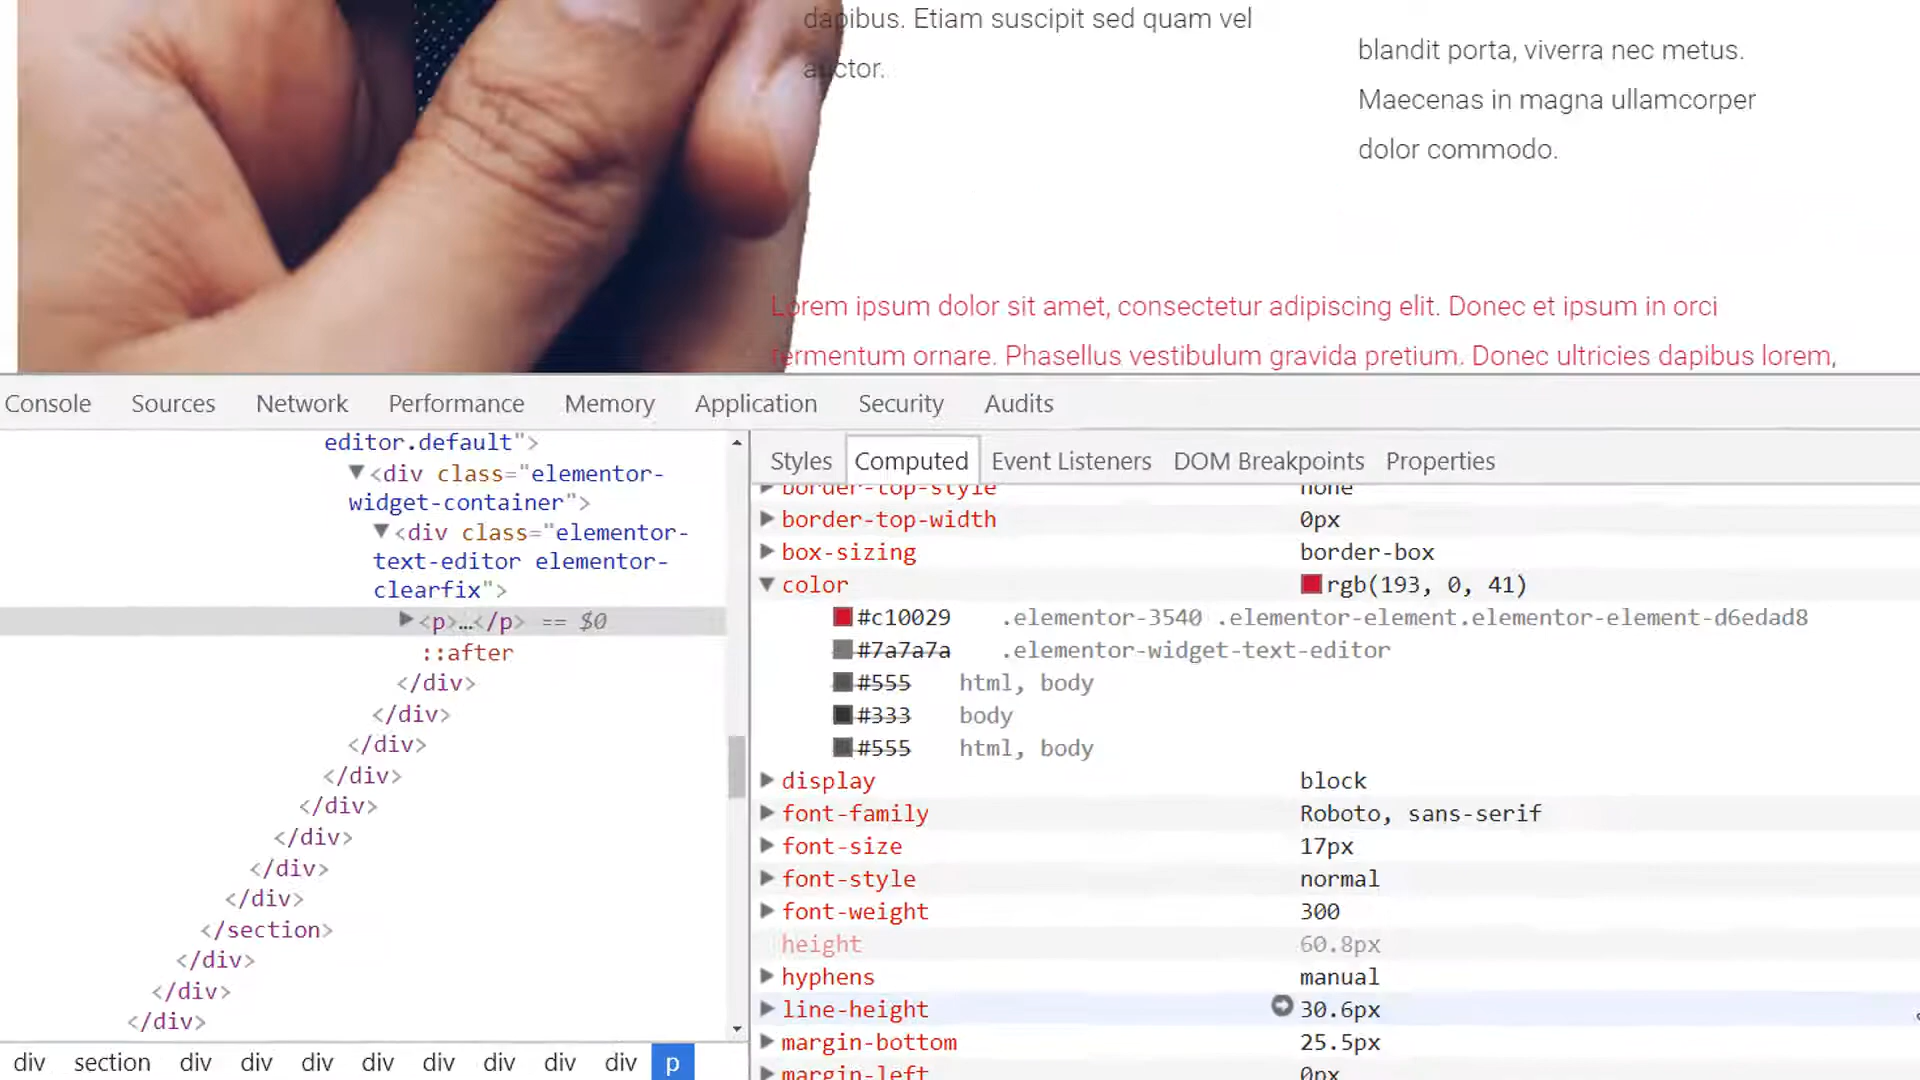 dapibus. Etiam suscipit sed quam vel
auctor.
blandit porta, viverra nec metus.
Maecenas in magna ullamcorper
dolor commodo.
Lorem ipsum dolor sit amet, consectetur adipiscing elit. Donec et ipsum in orci
fermentum ornare. Phasellus vestibulum gravida pretium. Donec ultricies dapibus lorem,
Console Sources Network Performance Memory Application Security Audits
editor.default">
▼<div class="elementor-
widget-container">
▼<div class="elementor-
text-editor elementor-
clearfix">
▶<p>…</p> == $0
::after
</div>
</div>
</div>
</div>
</div>
</div>
</div>
</div>
</section>
</div>
</div>
</div>
div section div div div div div div div div p
Styles Computed Event Listeners DOM Breakpoints Properties
▶border-top-style none
▶border-top-width 0px
▶box-sizing border-box
▼color rgb(193, 0, 41)
#c10029 .elementor-3540 .elementor-element.elementor-element-d6edad8
#7a7a7a .elementor-widget-text-editor
#555 html, body
#333 body
#555 html, body
▶display block
▶font-family Roboto, sans-serif
▶font-size 17px
▶font-style normal
▶font-weight 300
height 60.8px
▶hyphens manual
▶line-height 30.6px
▶margin-bottom 25.5px
▶margin-left 0px